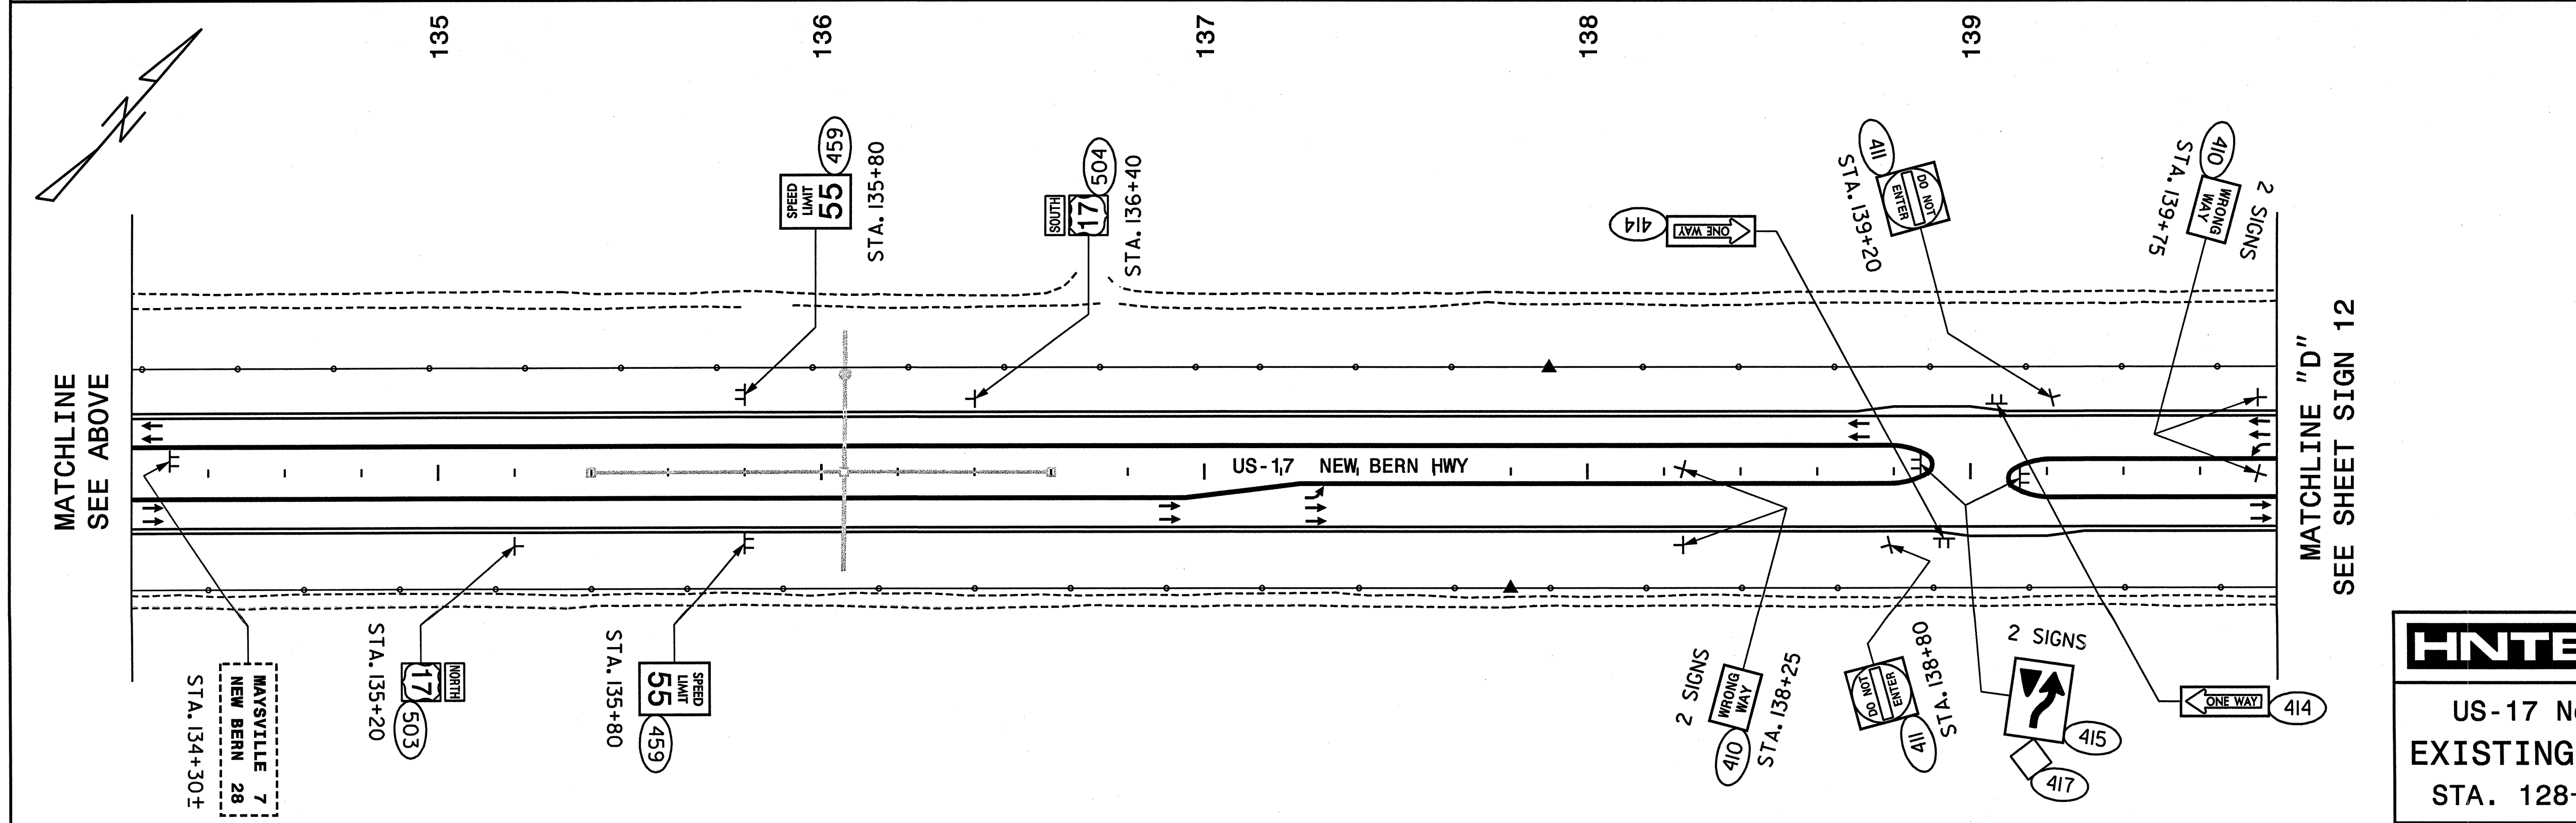 135
136
137
138
139
MATCHLINE
SEE ABOVE
SPEED
LIMIT
55
459
STA. 135+80
SOUTH
17
504
STA. 136+40
414
ONE WAY
411
DO NOT
ENTER
STA. 139+20
410
WRONG
WAY
2 SIGNS
STA. 139+75
US-17 NEW BERN HWY
MATCHLINE "D"
SEE SHEET SIGN 12
MAYSVILLE 7
NEW BERN 28
STA. 134+30±
NORTH
17
503
STA. 135+20
SPEED
LIMIT
55
459
STA. 135+80
2 SIGNS
WRONG
WAY
410
STA. 138+25
DO NOT
ENTER
411
STA. 138+80
2 SIGNS
415
417
ONE WAY
414
HNTB
US-17 N
EXISTING
STA. 128